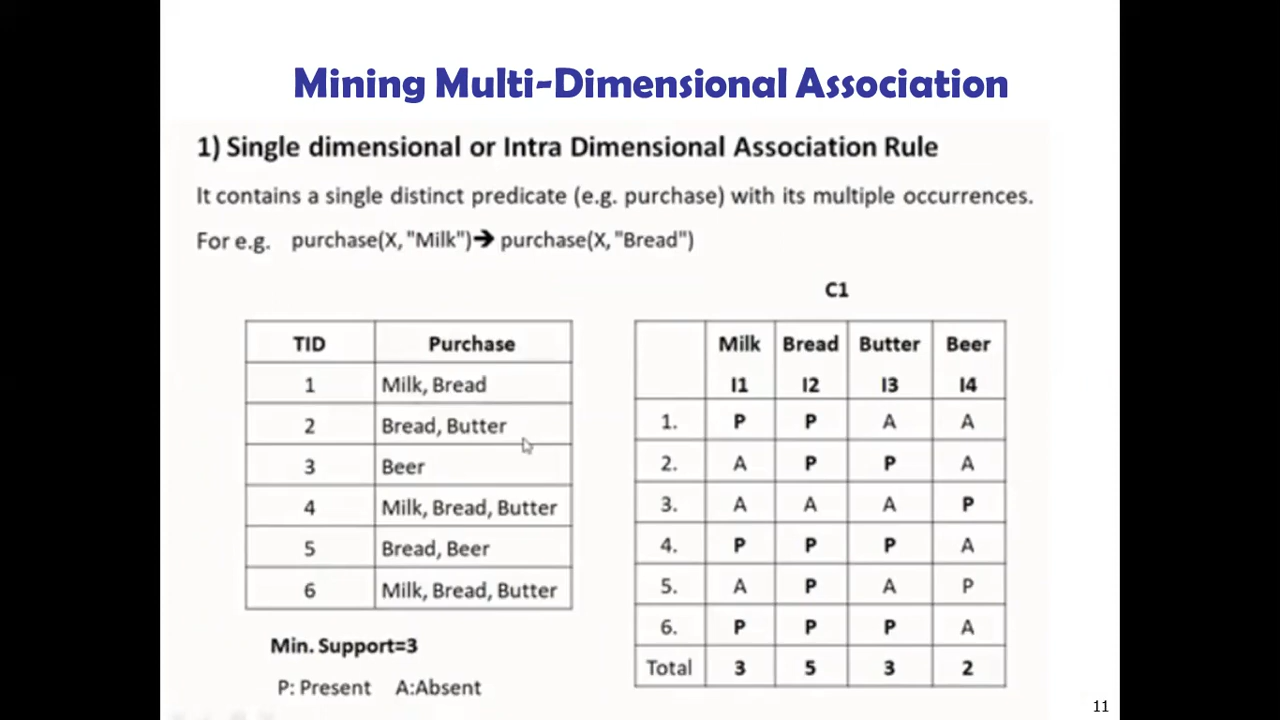 Mining Multi-Dimensional Association
1) Single dimensional or Intra Dimensional Association Rule
It contains a single distinct predicate (e.g. purchase) with its multiple occurrences.
For e.g. purchase(X, "Milk")➔ purchase(X, "Bread")
TID Purchase
1 Milk, Bread
2 Bread, Butter
3 Beer
4 Milk, Bread, Butter
5 Bread, Beer
6 Milk, Bread, Butter
Min. Support=3
P: Present A:Absent
C1
Milk Bread Butter Beer
I1 I2 I3 I4
1. P P A A
2. A P P A
3. A A A P
4. P P P A
5. A P A P
6. P P P A
Total 3 5 3 2
11